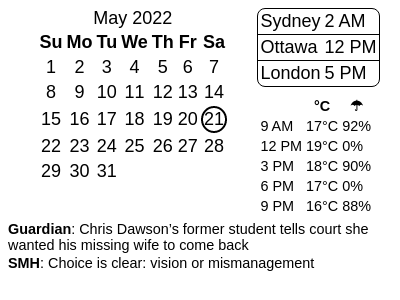 May 2022
Su Mo Tu We Th Fr Sa
1 2 3 4 5 6 7
8 9 10 11 12 13 14
15 16 17 18 19 20 21
22 23 24 25 26 27 28
29 30 31
Sydney 2 AM
Ottawa 12 PM
London 5 PM
°C ☂
9 AM 17°C 92%
12 PM 19°C 0%
3 PM 18°C 90%
6 PM 17°C 0%
9 PM 16°C 88%
Guardian: Chris Dawson’s former student tells court she
wanted his missing wife to come back
SMH: Choice is clear: vision or mismanagement